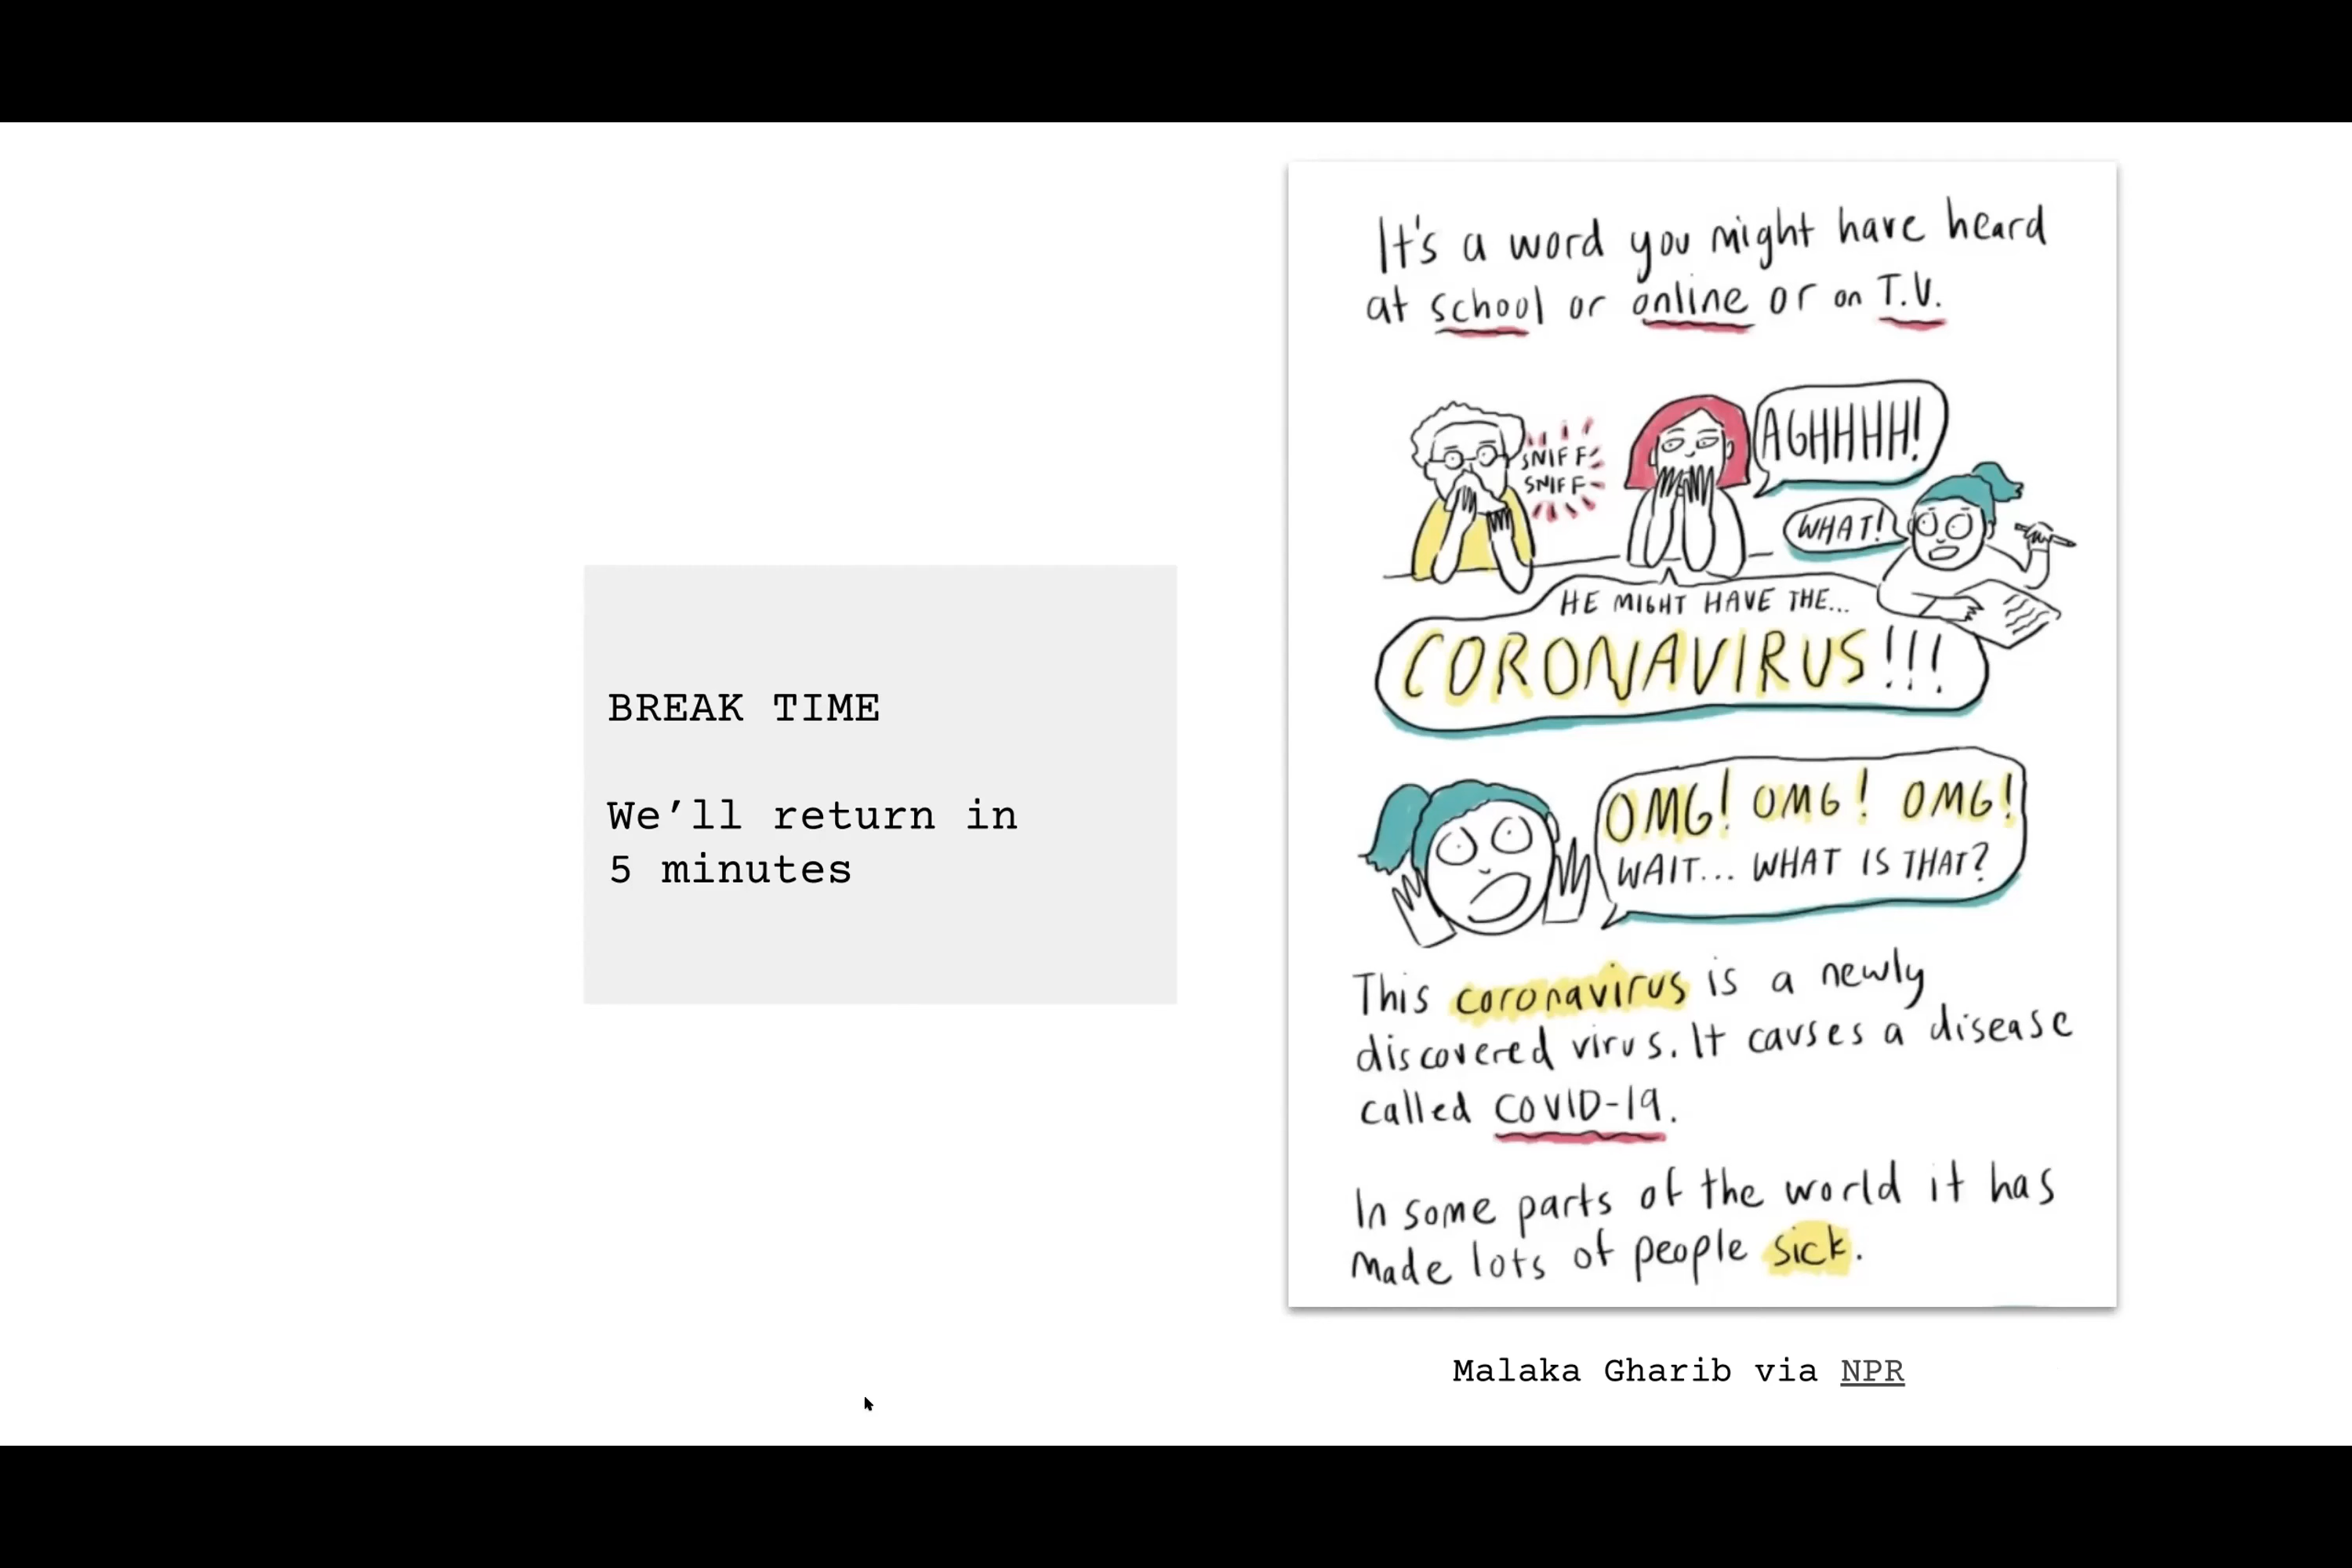 BREAK TIME
We’ll return in
5 minutes
It's a word you might have heard
at school or online or on T.V.
SNIFF
SNIFF
AGHHHH!
WHAT!
HE MIGHT HAVE THE...
CORONAVIRUS!!!
OMG! OMG! OMG!
WAIT... WHAT IS THAT?
This coronavirus is a newly
discovered virus. It causes a disease
called COVID-19.
In some parts of the world it has
made lots of people sick.
Malaka Gharib via NPR